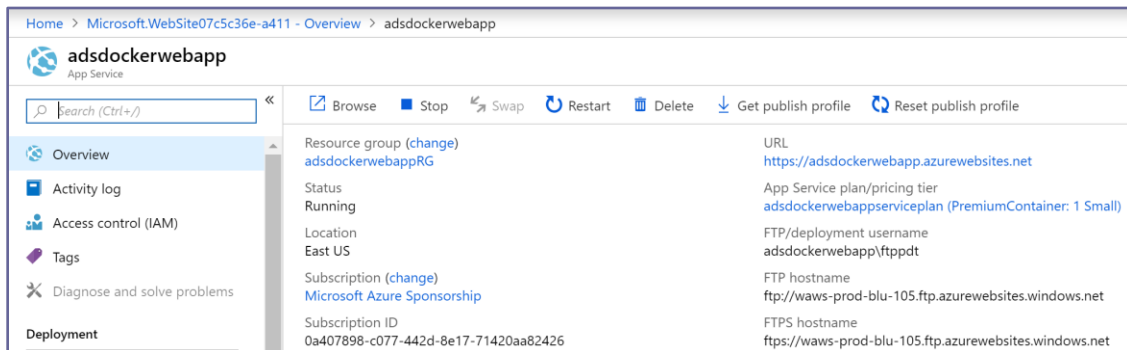 Home > Microsoft.WebSite07c5c36e-a411 - Overview > adsdockerwebapp
adsdockerwebapp
App Service
Search (Ctrl+/)
«
Overview
Activity log
Access control (IAM)
Tags
Diagnose and solve problems
Deployment
Browse Stop Swap Restart Delete Get publish profile Reset publish profile
Resource group (change)
adsdockerwebappRG
Status
Running
Location
East US
Subscription (change)
Microsoft Azure Sponsorship
Subscription ID
0a407898-c077-442d-8e17-71420aa82426
URL
https://adsdockerwebapp.azurewebsites.net
App Service plan/pricing tier
adsdockerwebappserviceplan (PremiumContainer: 1 Small)
FTP/deployment username
adsdockerwebapp\ftppdt
FTP hostname
ftp://waws-prod-blu-105.ftp.azurewebsites.windows.net
FTPS hostname
ftps://waws-prod-blu-105.ftp.azurewebsites.windows.net